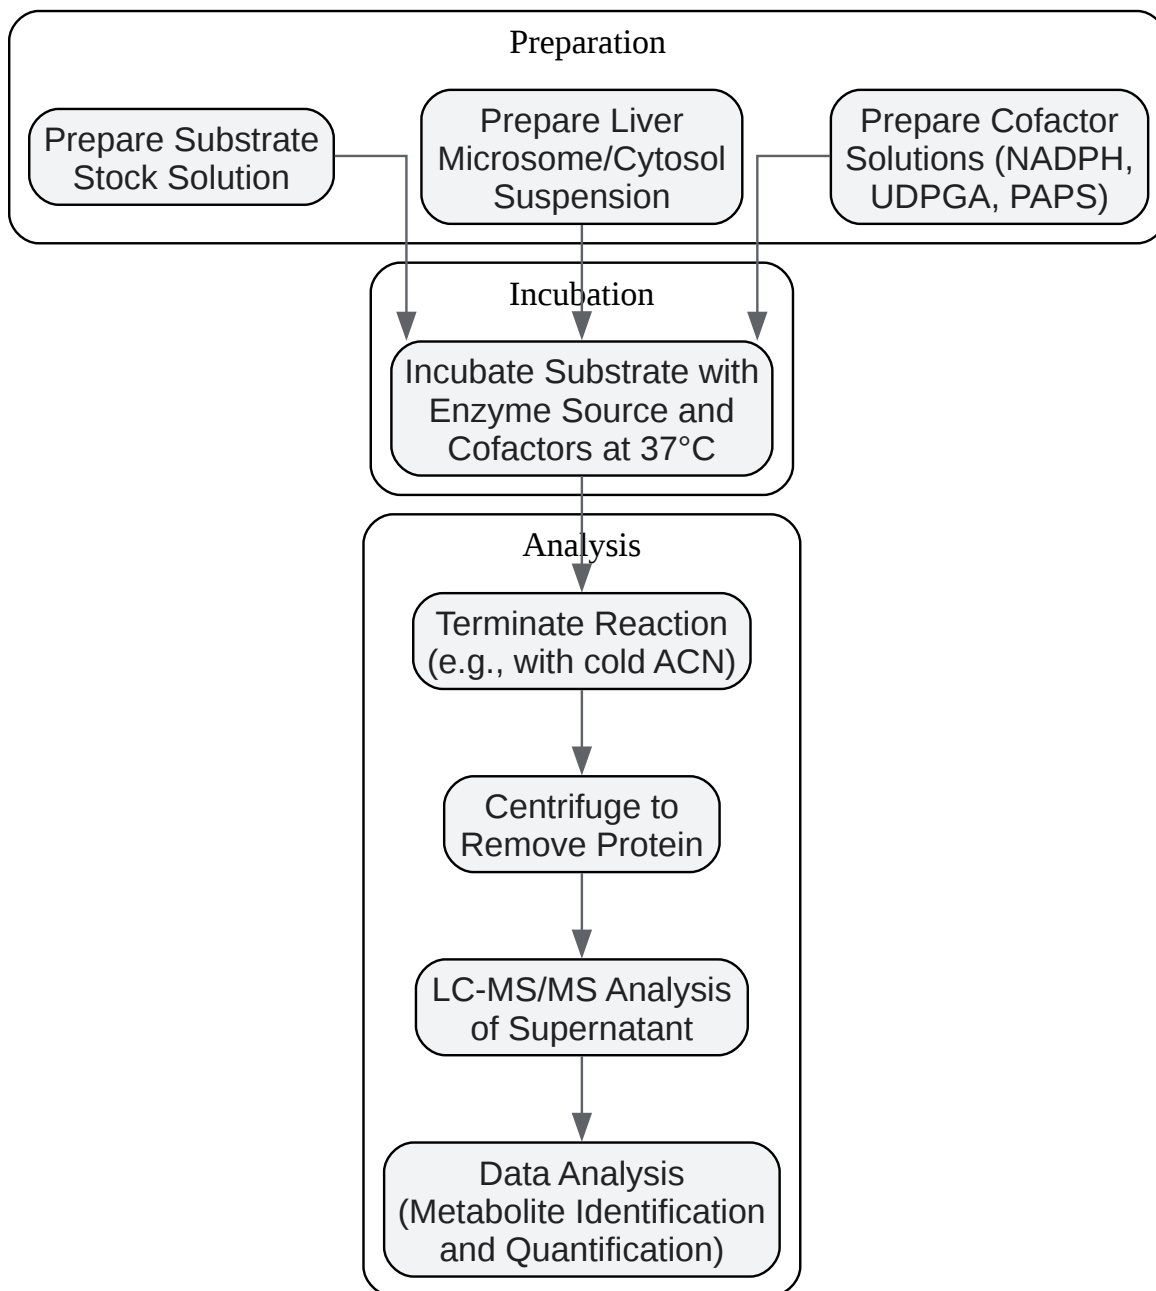 Preparation
Prepare Substrate
Stock Solution
Prepare Liver
Microsome/Cytosol
Suspension
Prepare Cofactor
Solutions (NADPH,
UDPGA, PAPS)
Incubation
Incubate Substrate with
Enzyme Source and
Cofactors at 37°C
Analysis
Terminate Reaction
(e.g., with cold ACN)
Centrifuge to
Remove Protein
LC-MS/MS Analysis
of Supernatant
Data Analysis
(Metabolite Identification
and Quantification)